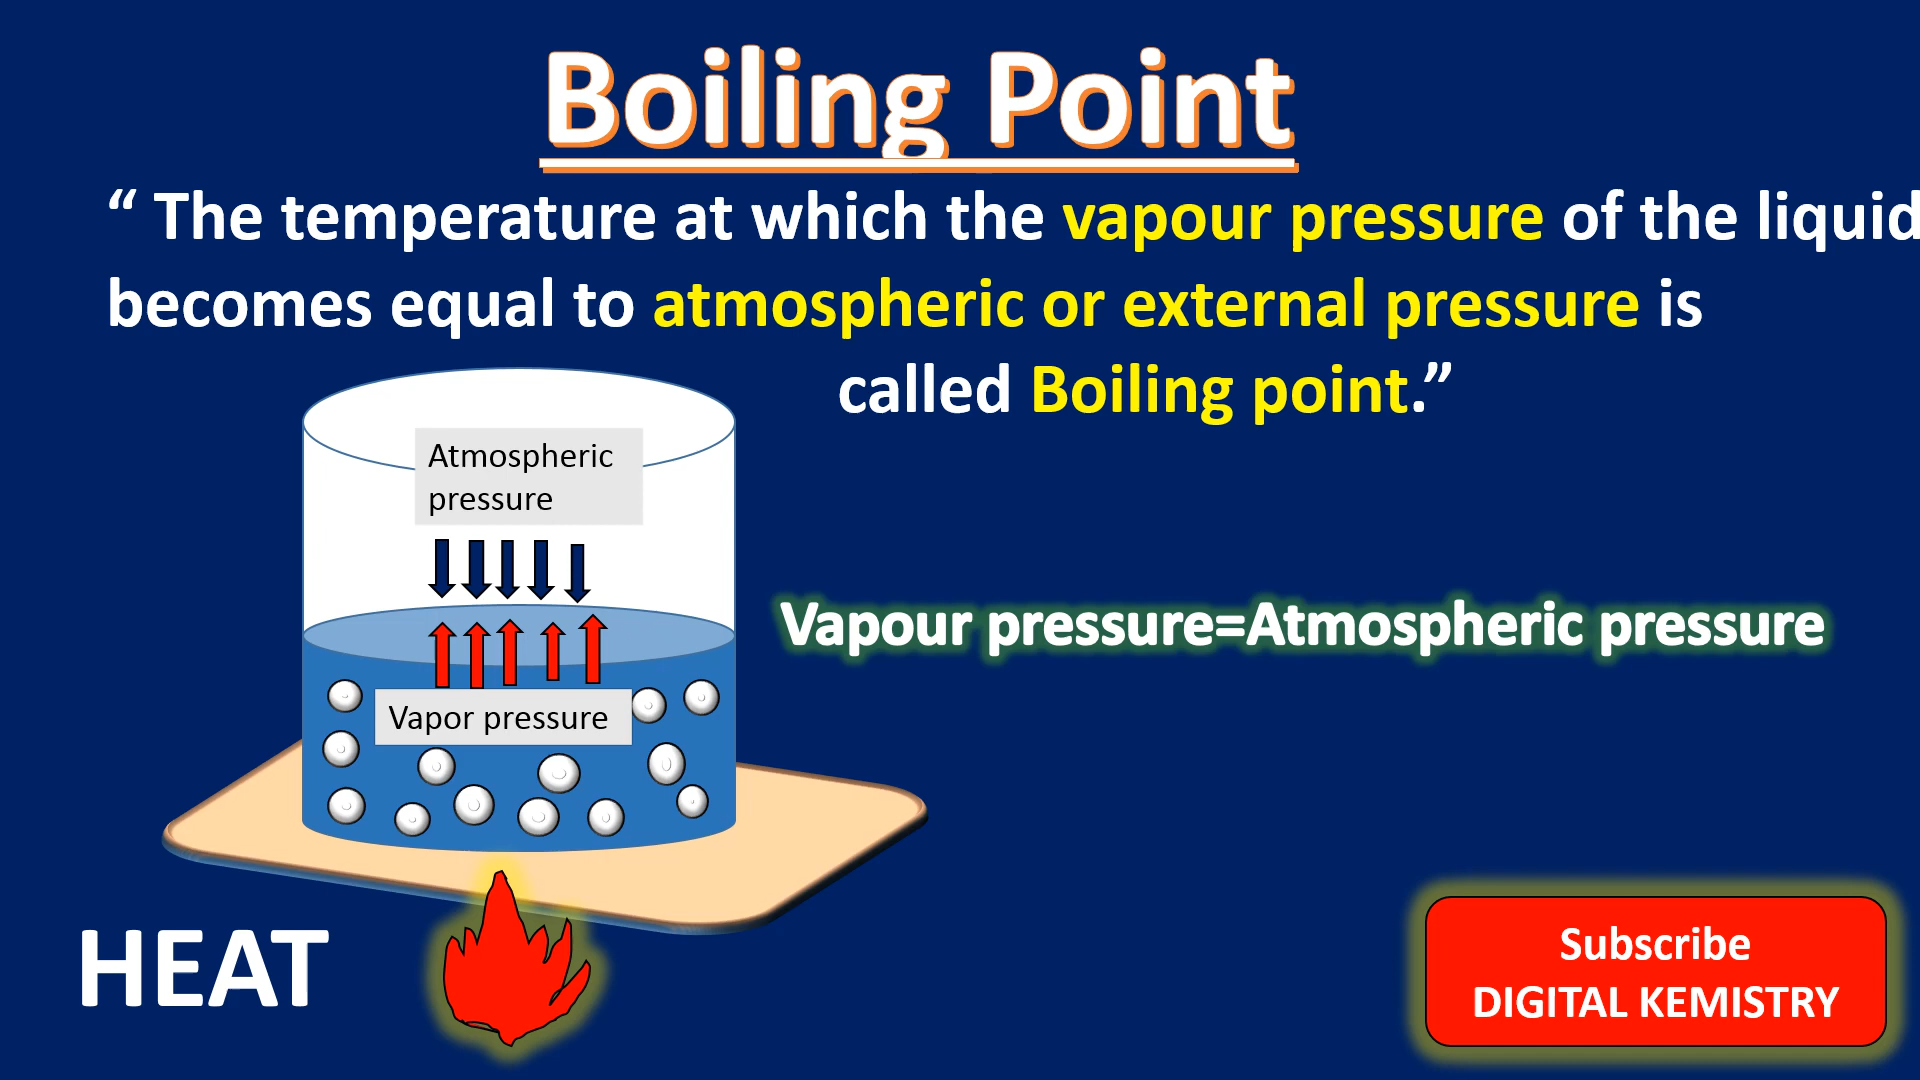 Boiling Point
“ The temperature at which the vapour pressure of the liquid
becomes equal to atmospheric or external pressure is
called Boiling point.”
Atmospheric
pressure
Vapour pressure=Atmospheric pressure
Vapor pressure
HEAT
Subscribe
DIGITAL KEMISTRY